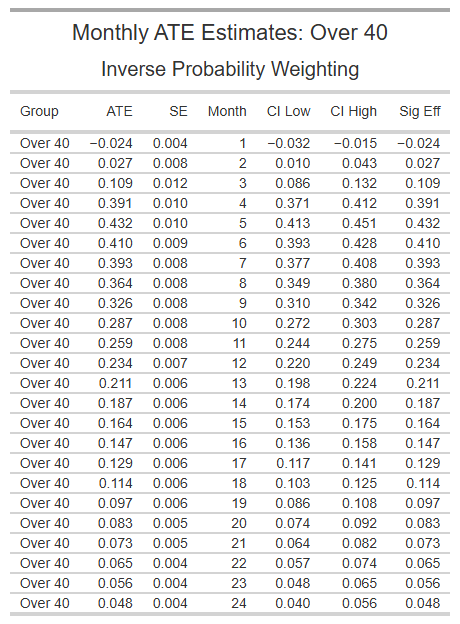 Monthly ATE Estimates: Over 40
Inverse Probability Weighting
Group ATE SE Month CI Low CI High Sig Eff
Over 40 −0.024 0.004 1 −0.032 −0.015 −0.024
Over 40 0.027 0.008 2 0.010 0.043 0.027
Over 40 0.109 0.012 3 0.086 0.132 0.109
Over 40 0.391 0.010 4 0.371 0.412 0.391
Over 40 0.432 0.010 5 0.413 0.451 0.432
Over 40 0.410 0.009 6 0.393 0.428 0.410
Over 40 0.393 0.008 7 0.377 0.408 0.393
Over 40 0.364 0.008 8 0.349 0.380 0.364
Over 40 0.326 0.008 9 0.310 0.342 0.326
Over 40 0.287 0.008 10 0.272 0.303 0.287
Over 40 0.259 0.008 11 0.244 0.275 0.259
Over 40 0.234 0.007 12 0.220 0.249 0.234
Over 40 0.211 0.006 13 0.198 0.224 0.211
Over 40 0.187 0.006 14 0.174 0.200 0.187
Over 40 0.164 0.006 15 0.153 0.175 0.164
Over 40 0.147 0.006 16 0.136 0.158 0.147
Over 40 0.129 0.006 17 0.117 0.141 0.129
Over 40 0.114 0.006 18 0.103 0.125 0.114
Over 40 0.097 0.006 19 0.086 0.108 0.097
Over 40 0.083 0.005 20 0.074 0.092 0.083
Over 40 0.073 0.005 21 0.064 0.082 0.073
Over 40 0.065 0.004 22 0.057 0.074 0.065
Over 40 0.056 0.004 23 0.048 0.065 0.056
Over 40 0.048 0.004 24 0.040 0.056 0.048